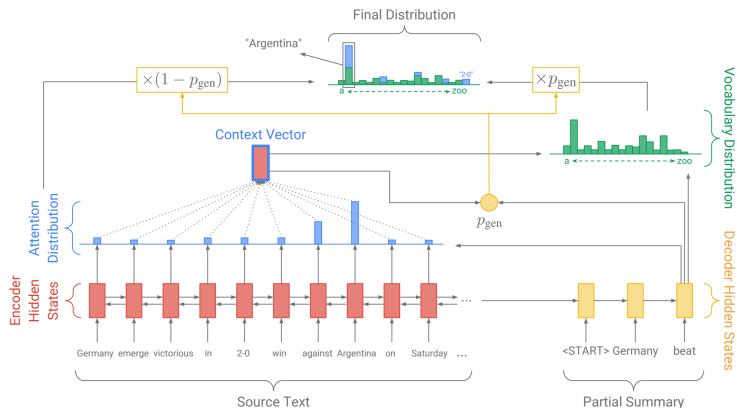 Final Distribution
"Argentina"
"2-0"
×(1 − pgen)
×pgen
a
zoo
Context Vector
Vocabulary Distribution
a
zoo
Attention
Distribution
pgen
Encoder
Hidden
States
Decoder Hidden States
...
Germany emerge victorious in 2-0 win against Argentina on Saturday ...
<START> Germany beat
Source Text
Partial Summary